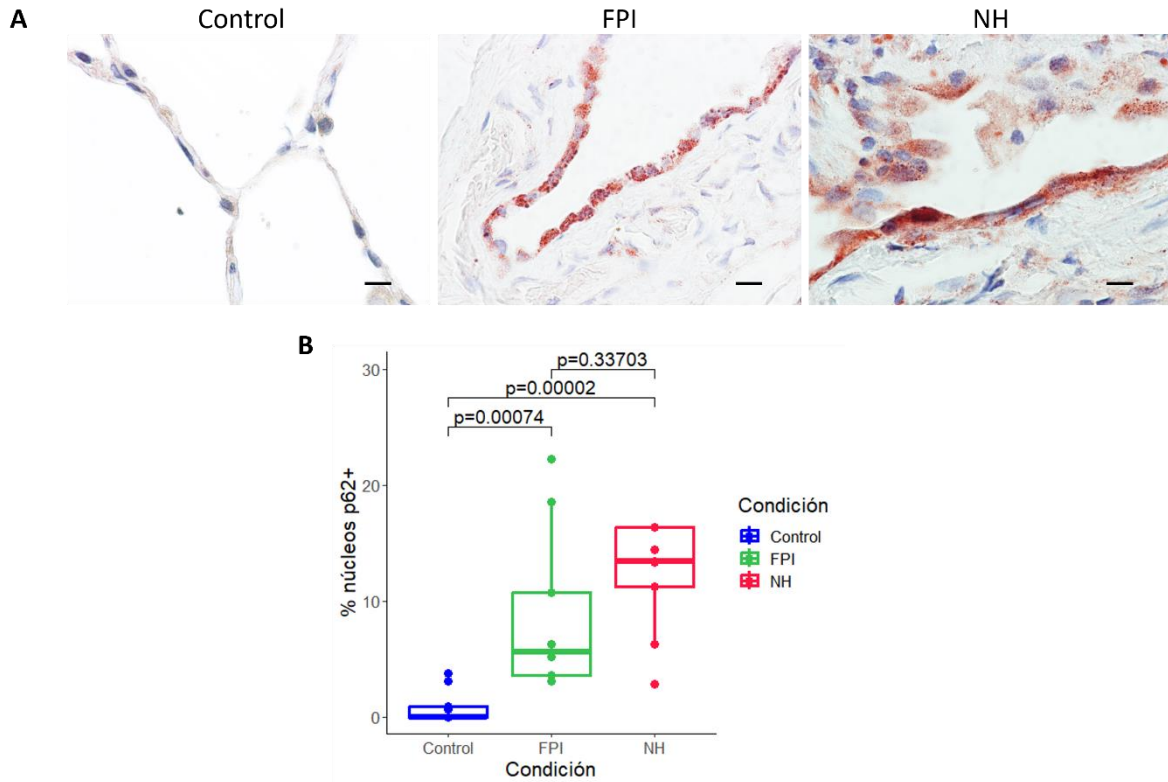 A
Control
FPI
NH
B
p=0.33703
p=0.00002
p=0.00074
30
20
10
0
% núcleos p62+
Control
FPI
NH
Condición
Condición
Control
FPI
NH